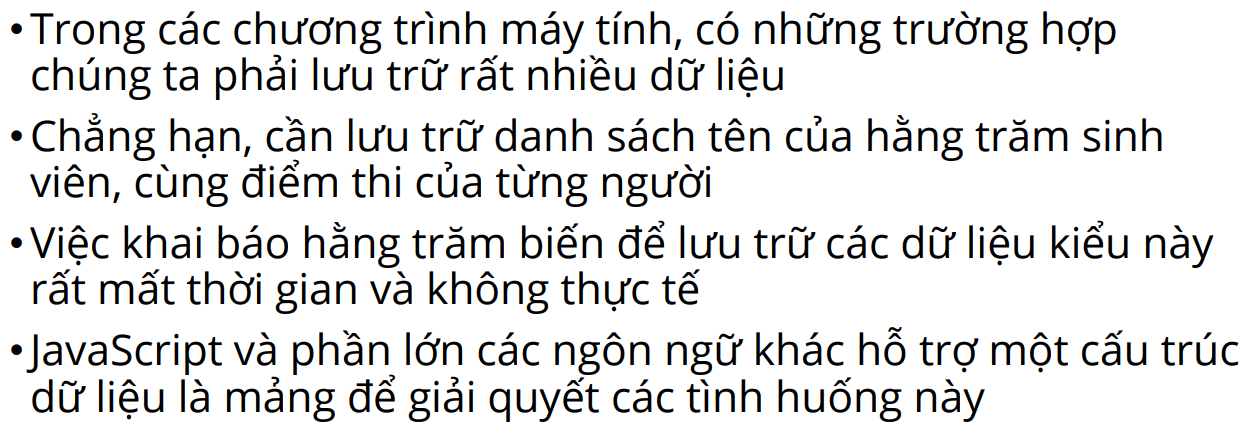 • Trong các chương trình máy tính, có những trường hợp
chúng ta phải lưu trữ rất nhiều dữ liệu
• Chẳng hạn, cần lưu trữ danh sách tên của hằng trăm sinh
viên, cùng điểm thi của từng người
• Việc khai báo hằng trăm biến để lưu trữ các dữ liệu kiểu này
rất mất thời gian và không thực tế
• JavaScript và phần lớn các ngôn ngữ khác hỗ trợ một cấu trúc
dữ liệu là mảng để giải quyết các tình huống này